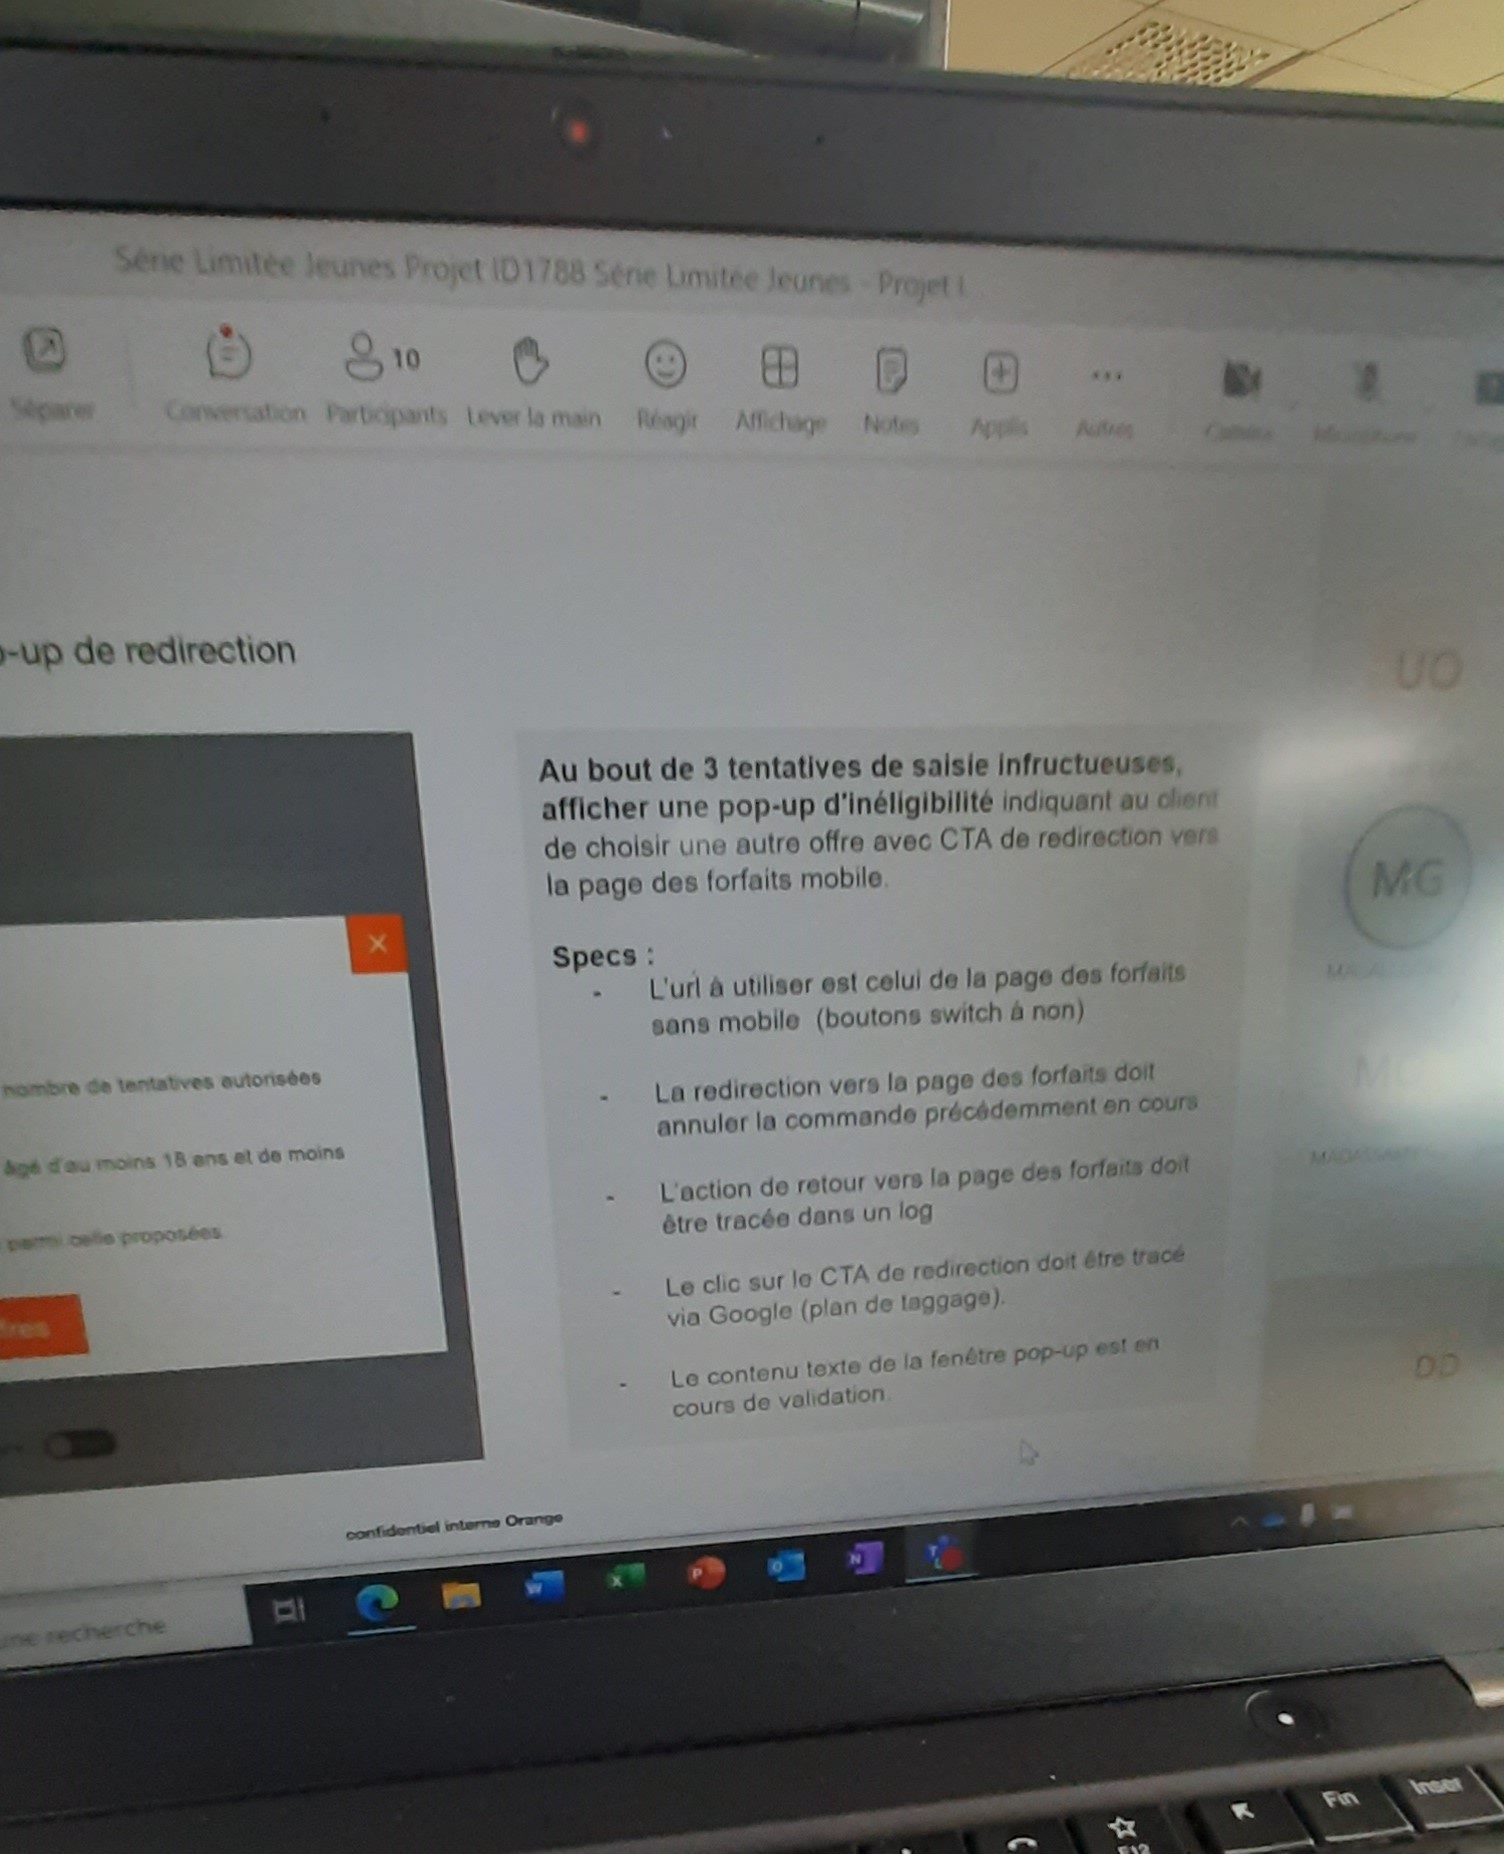 Série Limitée Jeunes Projet ID1788 Série Limitée Jeunes - Projet I
Séparer
Conversation
10
Participants
Lever la main
Réagir
Affichage
Notes
Applis
Autres
Caméra
-up de redirection
UO
Au bout de 3 tentatives de saisie infructueuses,
afficher une pop-up d'inéligibilité indiquant au client
de choisir une autre offre avec CTA de redirection vers
la page des forfaits mobile.
MG
Specs :
- L'url à utiliser est celui de la page des forfaits
sans mobile (boutons switch à non)
- La redirection vers la page des forfaits doit
annuler la commande précédemment en cours
- L'action de retour vers la page des forfaits doit
être tracée dans un log
- Le clic sur le CTA de redirection doit être tracé
via Google (plan de taggage).
- Le contenu texte de la fenêtre pop-up est en
cours de validation.
DD
nombre de tentatives autorisées
âgé d'au moins 18 ans et de moins
parmi celle proposées
confidentiel interne Orange
une recherche
Fin
Inser
F12